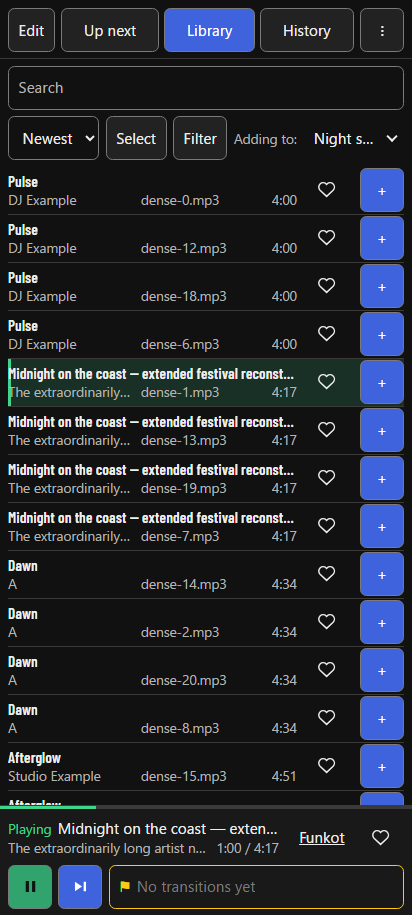 Edit Up next Library History
Search
Newest Select Filter Adding to: Night s...
Pulse
DJ Example dense-0.mp3 4:00 +
Pulse
DJ Example dense-12.mp3 4:00 +
Pulse
DJ Example dense-18.mp3 4:00 +
Pulse
DJ Example dense-6.mp3 4:00 +
Midnight on the coast — extended festival reconst...
The extraordinarily... dense-1.mp3 4:17 +
Midnight on the coast — extended festival reconst...
The extraordinarily... dense-13.mp3 4:17 +
Midnight on the coast — extended festival reconst...
The extraordinarily... dense-19.mp3 4:17 +
Midnight on the coast — extended festival reconst...
The extraordinarily... dense-7.mp3 4:17 +
Dawn
A dense-14.mp3 4:34 +
Dawn
A dense-2.mp3 4:34 +
Dawn
A dense-20.mp3 4:34 +
Dawn
A dense-8.mp3 4:34 +
Afterglow
Studio Example dense-15.mp3 4:51 +
Afterglow
Playing Midnight on the coast — exten... Funkot
The extraordinarily long artist n... 1:00 / 4:17
No transitions yet